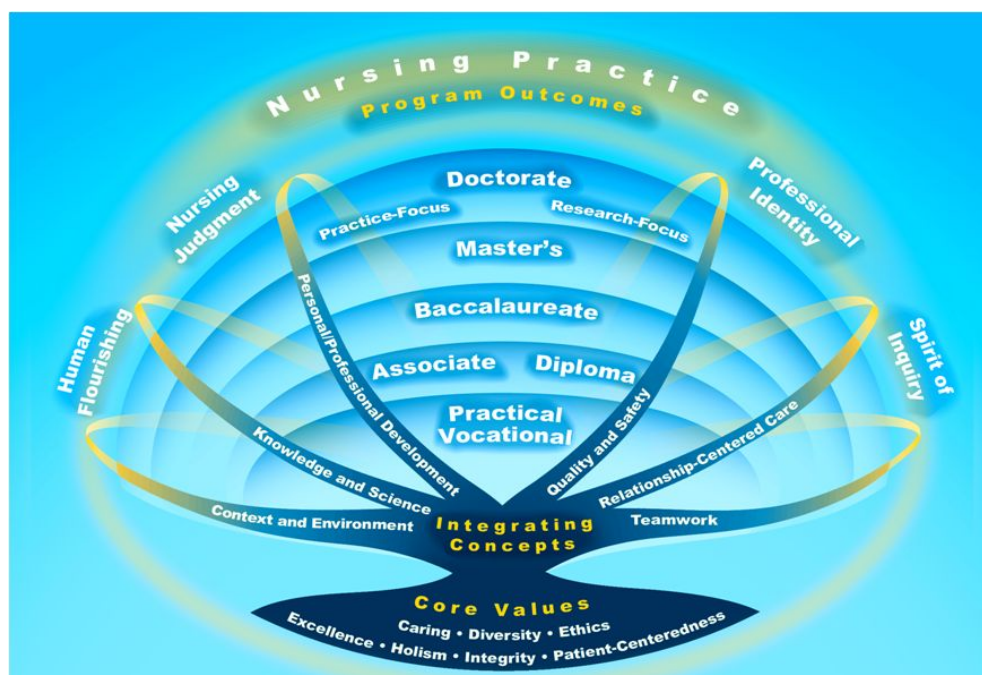 Nursing Practice
Program Outcomes
Nursing
Judgment
Professional
Identity
Human
Flourishing
Spirit of
Inquiry
Doctorate
Practice-Focus
Research-Focus
Master's
Baccalaureate
Associate
Diploma
Practical
Vocational
Context and Environment
Knowledge and Science
Personal/Professional Development
Quality and Safety
Relationship-Centered Care
Teamwork
Integrating
Concepts
Core Values
Caring • Diversity • Ethics
Excellence • Holism • Integrity • Patient-Centeredness